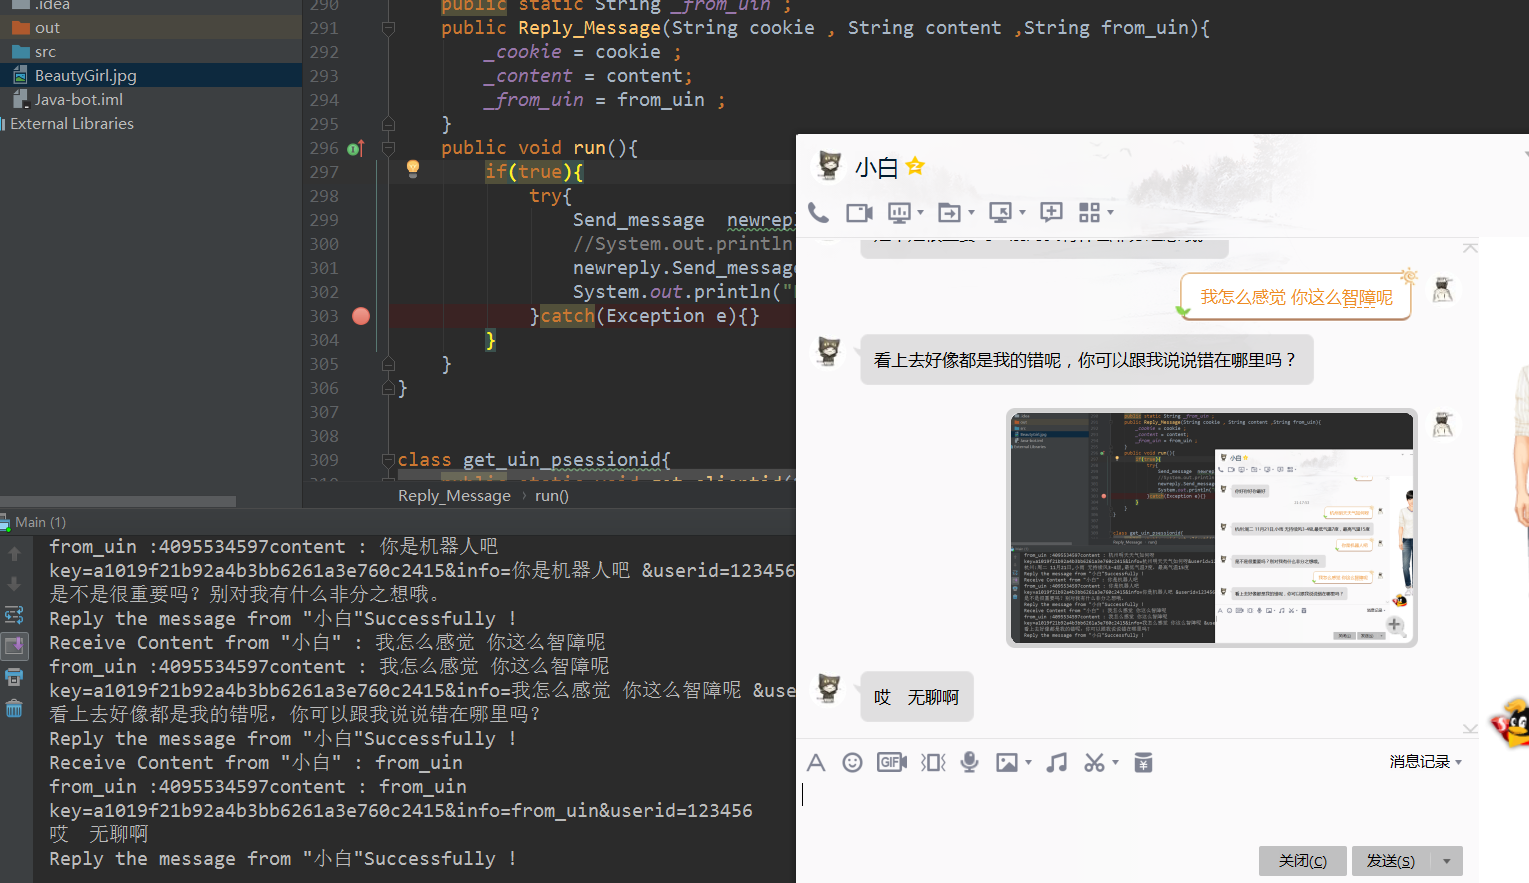 .idea
out
src
BeautyGirl.jpg
Java-bot.iml
External Libraries
290 public static String _from_uin ;
291 public Reply_Message(String cookie , String content ,String from_uin){
292 _cookie = cookie ;
293 _content = content;
294 _from_uin = from_uin ;
295 }
296 public void run(){
297 if(true){
298 try{
299 Send_message newrepl
300 //System.out.println
301 newreply.Send_messag
302 System.out.println("
303 }catch(Exception e){}
304 }
305 }
306 }
307
308
309 class get_uin_psessionid{
Reply_Message › run()
Main (1)
from_uin :4095534597content : 你是机器人吧
key=a1019f21b92a4b3bb6261a3e760c2415&info=你是机器人吧 &userid=123456
是不是很重要吗？别对我有什么非分之想哦。
Reply the message from "小白"Successfully !
Receive Content from "小白" : 我怎么感觉 你这么智障呢
from_uin :4095534597content : 我怎么感觉 你这么智障呢
key=a1019f21b92a4b3bb6261a3e760c2415&info=我怎么感觉 你这么智障呢 &use
看上去好像都是我的错呢，你可以跟我说说错在哪里吗？
Reply the message from "小白"Successfully !
Receive Content from "小白" : from_uin
from_uin :4095534597content : from_uin
key=a1019f21b92a4b3bb6261a3e760c2415&info=from_uin&userid=123456
哎 无聊啊
Reply the message from "小白"Successfully !
小白
我怎么感觉 你这么智障呢
看上去好像都是我的错呢，你可以跟我说说错在哪里吗？
哎 无聊啊
GIF
消息记录
关闭(C)
发送(S)